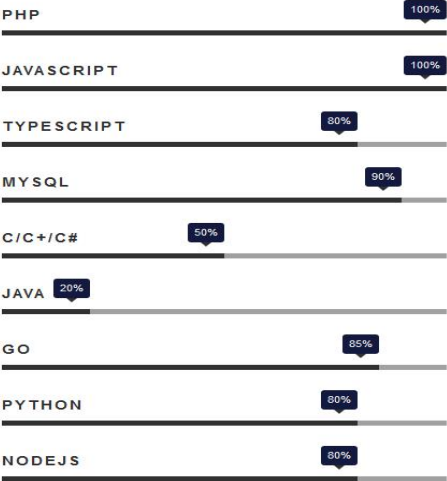 PHP 100%
JAVASCRIPT 100%
TYPESCRIPT 80%
MYSQL 90%
C/C+/C# 50%
JAVA 20%
GO 85%
PYTHON 80%
NODEJS 80%